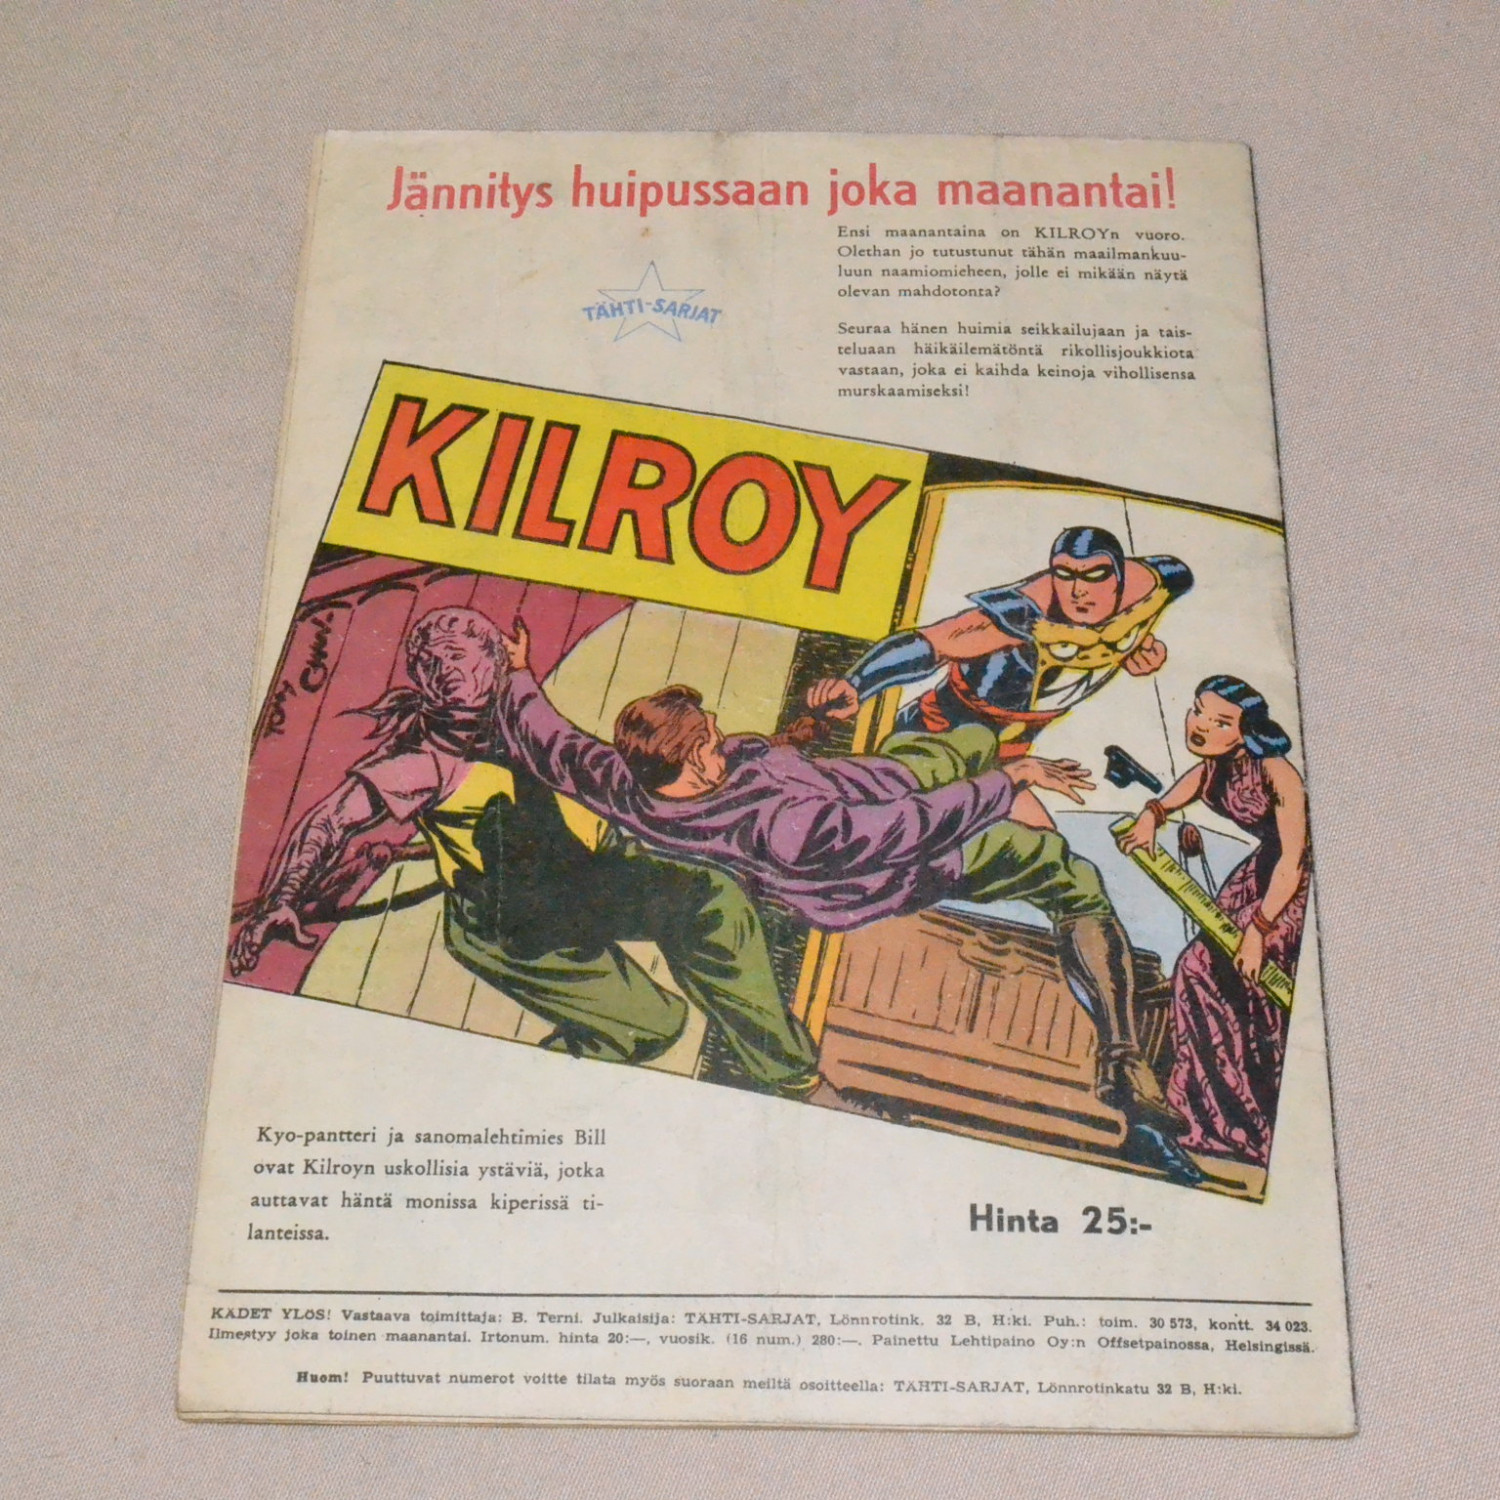 Jännitys huipussaan joka maanantai!
Ensi maanantaina on KILROYn vuoro.
Olethan jo tutustunut tähän maailmankuu-
luun naamiomieheen, jolle ei mikään näytä
olevan mahdotonta?
Seuraa hänen huimia seikkailujaan ja tais-
teluaan häikäilemätöntä rikollisjoukkiota
vastaan, joka ei kaihda keinoja vihollisensa
murskaamiseksi!
TÄHTI-SARJAT
KILROY
TOM
Kyo-pantteri ja sanomalehtimies Bill
ovat Kilroyn uskollisia ystäviä, jotka
auttavat häntä monissa kiperissä ti-
lanteissa.
Hinta 25:-
KÄDET YLÖS! Vastaava toimittaja: B. Terni. Julkaisija: TÄHTI-SARJAT, Lönnrotink. 32 B, H:ki. Puh.: toim. 30 573, kontt. 34 023.
Ilmestyy joka toinen maanantai. Irtonum. hinta 20:—, vuosik. (16 num.) 280:—. Painettu Lehtipaino Oy:n Offsetpainossa, Helsingissä.
Huom! Puuttuvat numerot voitte tilata myös suoraan meiltä osoitteella: TÄHTI-SARJAT, Lönnrotinkatu 32 B, H:ki.